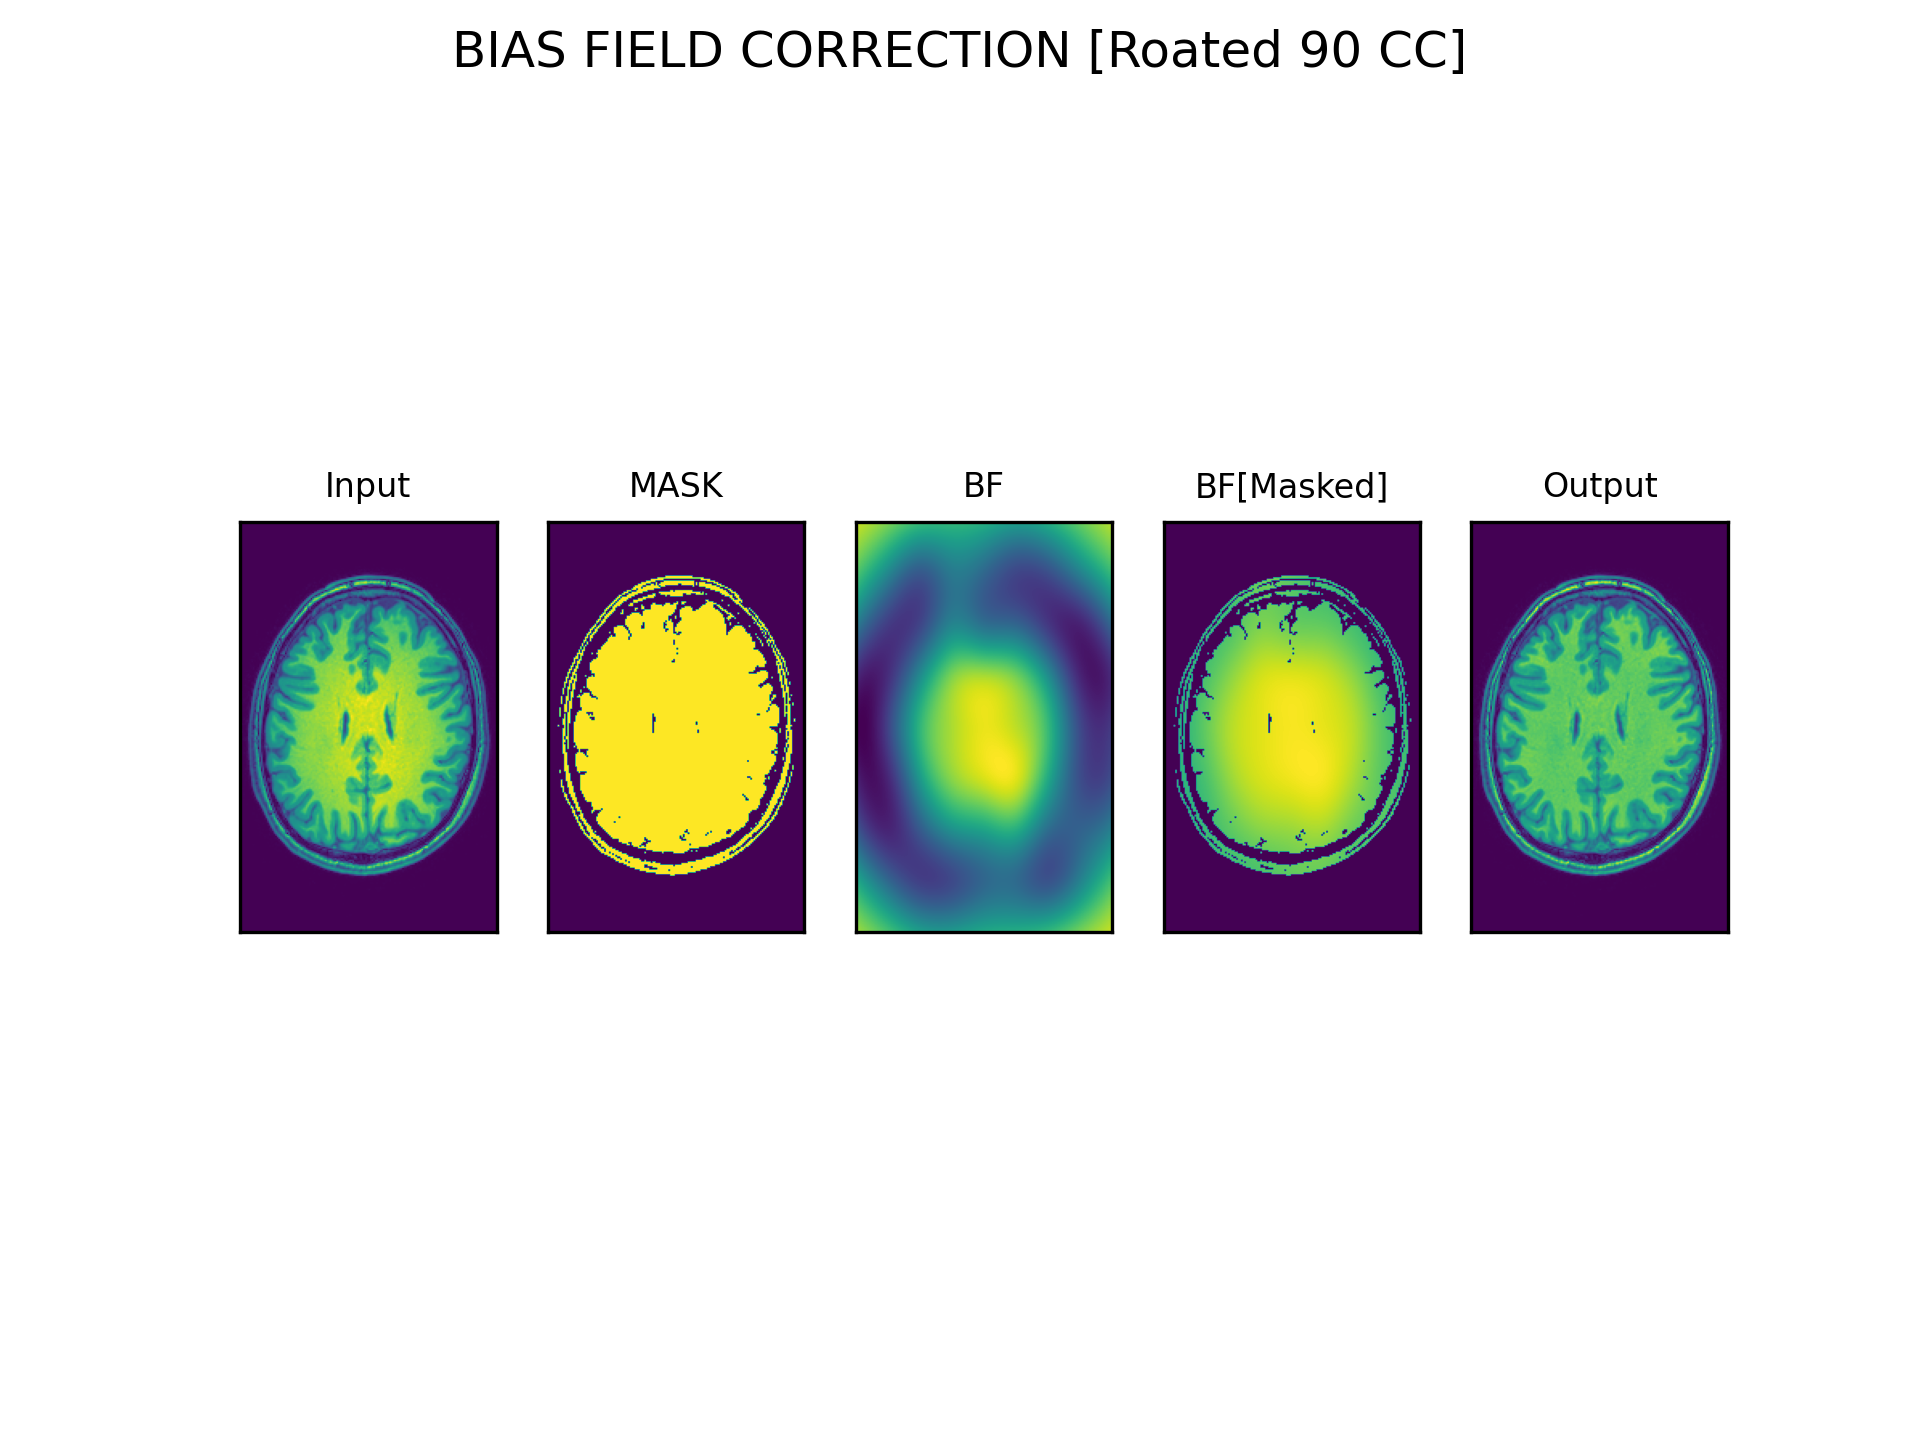 BIAS FIELD CORRECTION [Roated 90 CC]
Input
MASK
BF
BF[Masked]
Output